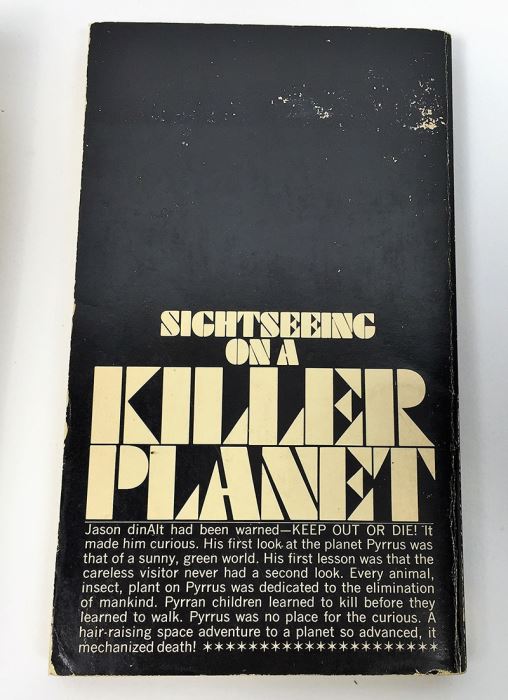 SIGHTSEEING
ON A
KILLER
PLANET
Jason dinAlt had been warned—KEEP OUT OR DIE! It
made him curious. His first look at the planet Pyrrus was
that of a sunny, green world. His first lesson was that the
careless visitor never had a second look. Every animal,
insect, plant on Pyrrus was dedicated to the elimination
of mankind. Pyrran children learned to kill before they
learned to walk. Pyrrus was no place for the curious. A
hair-raising space adventure to a planet so advanced, it
mechanized death! ✶✶✶✶✶✶✶✶✶✶✶✶✶✶✶✶✶✶✶✶✶